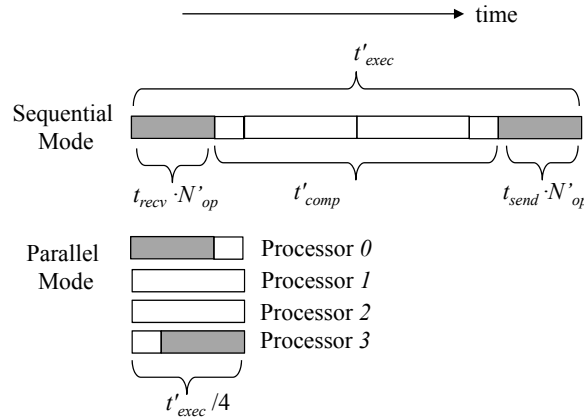 time
t'exec
Sequential
Mode
trecv ·N'op
t'comp
tsend ·N'op
Parallel
Mode
Processor 0
Processor 1
Processor 2
Processor 3
t'exec /4